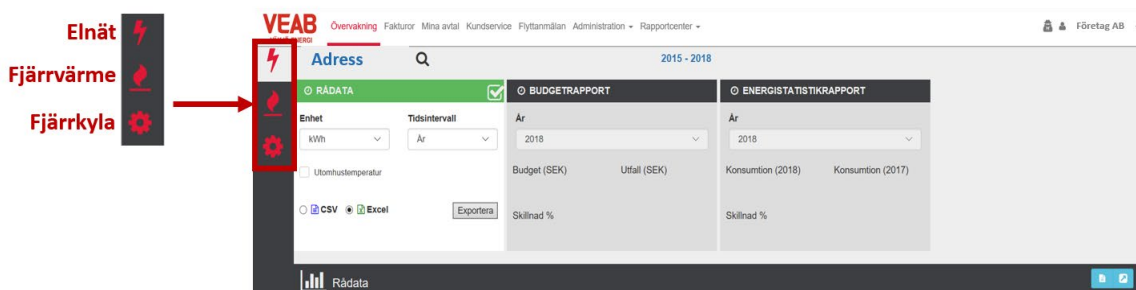 Elnät
Fjärrvärme
Fjärrkyla
VEAB
Övervakning Fakturor Mina avtal Kundservice Flyttanmälan Administration Rapportcenter
Företag AB
Adress
2015 - 2018
RÅDATA
Enhet Tidsintervall
kWh År
Utomhustemperatur
CSV Excel Exportera
BUDGETRAPPORT
År
2018
Budget (SEK) Utfall (SEK)
Skillnad %
ENERGISTATISTIKRAPPORT
År
2018
Konsumtion (2018) Konsumtion (2017)
Skillnad %
Rådata